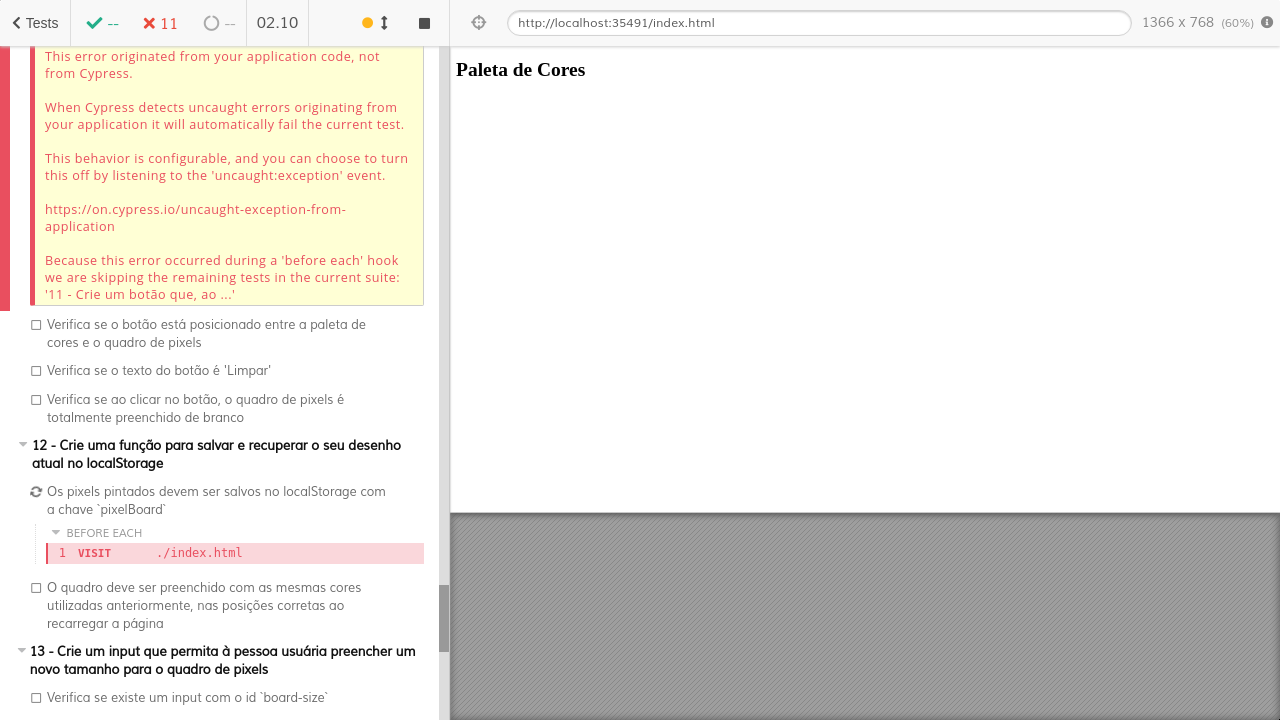 Tests
--
11
--
02.10
http://localhost:35491/index.html
1366 x 768 (60%)
This error originated from your application code, not
from Cypress.
When Cypress detects uncaught errors originating from
your application it will automatically fail the current test.
This behavior is configurable, and you can choose to turn
this off by listening to the 'uncaught:exception' event.
https://on.cypress.io/uncaught-exception-from-
application
Because this error occurred during a 'before each' hook
we are skipping the remaining tests in the current suite:
'11 - Crie um botão que, ao ...'
Verifica se o botão está posicionado entre a paleta de
cores e o quadro de pixels
Verifica se o texto do botão é 'Limpar'
Verifica se ao clicar no botão, o quadro de pixels é
totalmente preenchido de branco
12 - Crie uma função para salvar e recuperar o seu desenho
atual no localStorage
Os pixels pintados devem ser salvos no localStorage com
a chave `pixelBoard`
BEFORE EACH
1 VISIT ./index.html
O quadro deve ser preenchido com as mesmas cores
utilizadas anteriormente, nas posições corretas ao
recarregar a página
13 - Crie um input que permita à pessoa usuária preencher um
novo tamanho para o quadro de pixels
Verifica se existe um input com o id `board-size`
Paleta de Cores